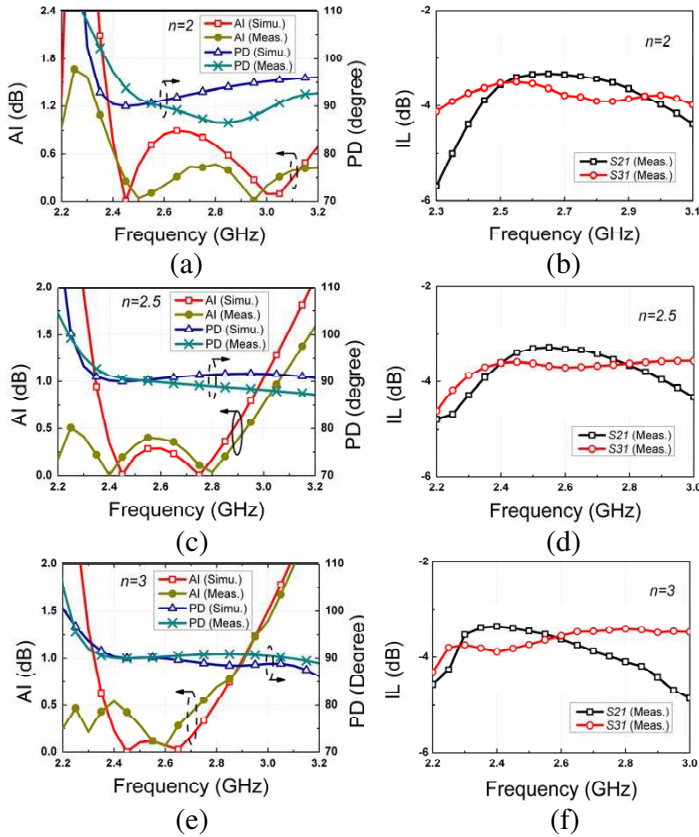 n=2
AI (Simu.)
AI (Meas.)
PD (Simu.)
PD (Meas.)
AI (dB)
2.4
1.8
1.2
0.6
0.0
PD (degree)
110
100
90
80
70
2.2 2.4 2.6 2.8 3.0 3.2
Frequency (GHz)
(a)
n=2
S21 (Meas.)
S31 (Meas.)
IL (dB)
-2
-4
-6
2.3 2.5 2.7 2.9 3.1
Frequency (GHz)
(b)
n=2.5
AI (Simu.)
AI (Meas.)
PD (Simu.)
PD (Meas.)
AI (dB)
2.0
1.5
1.0
0.5
0.0
PD (degree)
110
100
90
80
70
2.2 2.4 2.6 2.8 3.0 3.2
Frequency (GHz)
(c)
n=2.5
S21 (Meas.)
S31 (Meas.)
IL (dB)
-2
-4
-6
2.2 2.4 2.6 2.8 3.0
Frequency (GHz)
(d)
n=3
AI (Simu.)
AI (Meas.)
PD (Simu.)
PD (Meas.)
AI (dB)
2.0
1.5
1.0
0.5
0.0
PD (Degree)
110
100
90
80
70
2.2 2.4 2.6 2.8 3.0 3.2
Frequency (GHz)
(e)
n=3
S21 (Meas.)
S31 (Meas.)
IL (dB)
-2
-4
-6
2.2 2.4 2.6 2.8 3.0
Frequency (GHz)
(f)